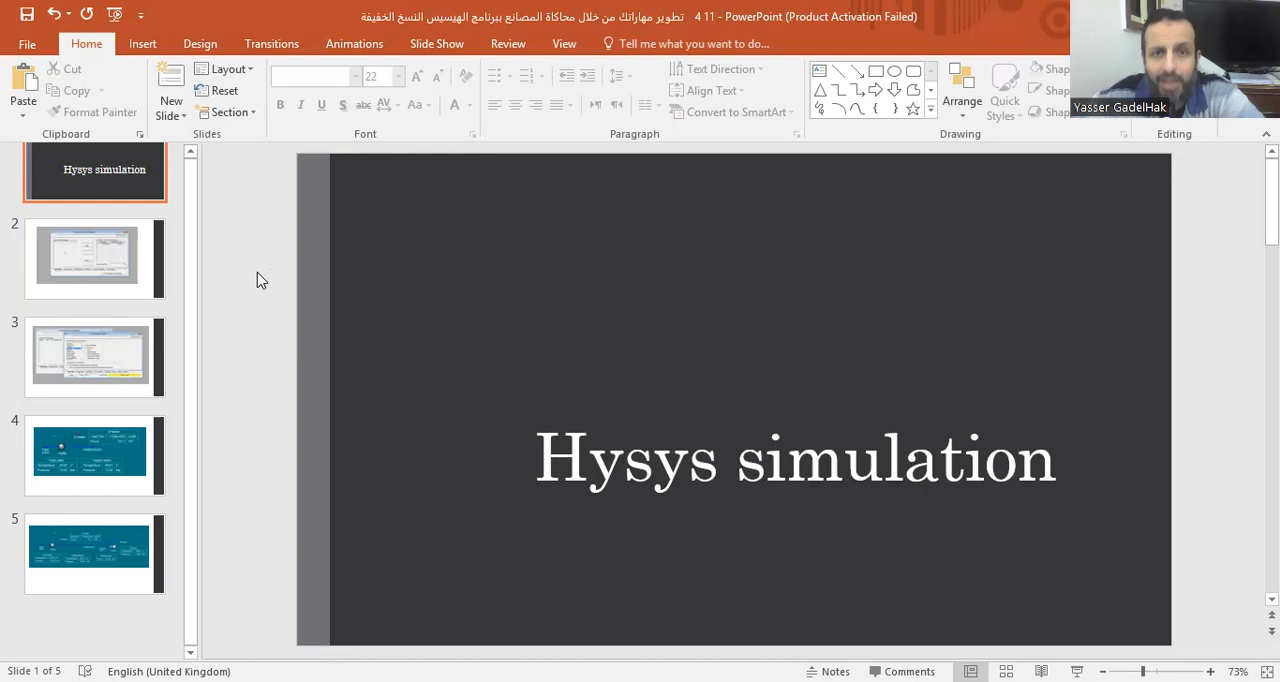 تطوير مهاراتك من خلال محاكاة المصانع ببرنامج الهيسيس النسخ الخفيفة 11 4 - PowerPoint (Product Activation Failed)
File Home Insert Design Transitions Animations Slide Show Review View Tell me what you want to do...
Paste
Cut
Copy
Format Painter
Clipboard
New Slide
Layout
Reset
Section
Slides
22
B I U S abc AV Aa A
Font
Text Direction
Align Text
Convert to SmartArt
Paragraph
Arrange
Quick Styles
Drawing
Editing
Yasser GadelHak
Hysys simulation
2
3
4
5
Hysys simulation
Slide 1 of 5 English (United Kingdom) Notes Comments 73%